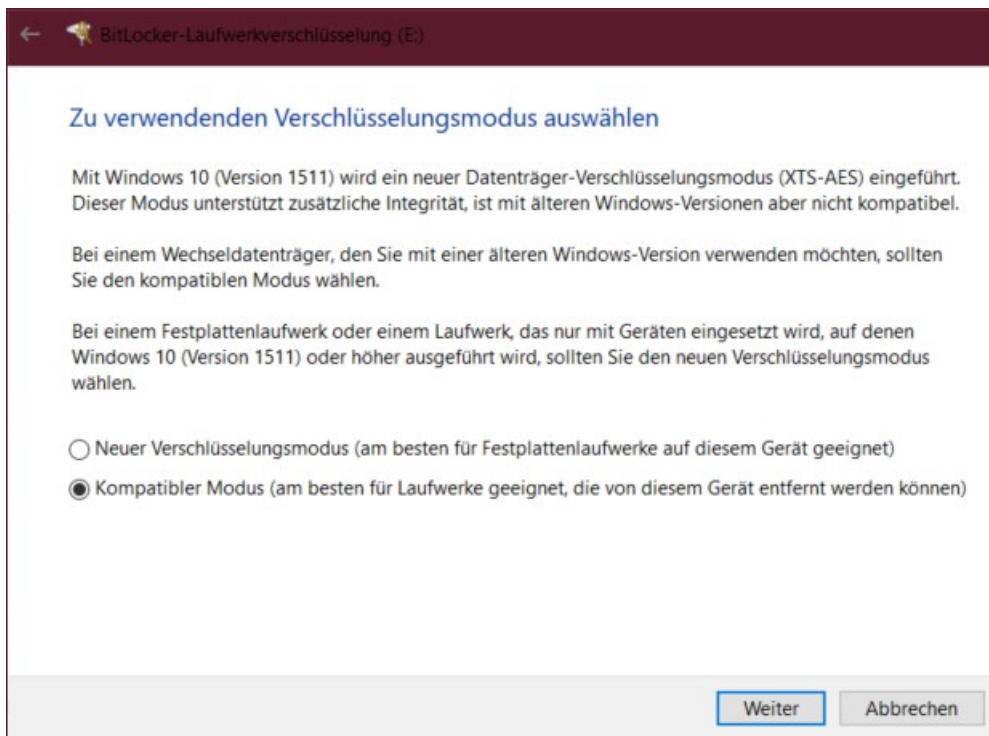 BitLocker-Laufwerkverschlüsselung (E:)
Zu verwendenden Verschlüsselungsmodus auswählen
Mit Windows 10 (Version 1511) wird ein neuer Datenträger-Verschlüsselungsmodus (XTS-AES) eingeführt.
Dieser Modus unterstützt zusätzliche Integrität, ist mit älteren Windows-Versionen aber nicht kompatibel.
Bei einem Wechseldatenträger, den Sie mit einer älteren Windows-Version verwenden möchten, sollten
Sie den kompatiblen Modus wählen.
Bei einem Festplattenlaufwerk oder einem Laufwerk, das nur mit Geräten eingesetzt wird, auf denen
Windows 10 (Version 1511) oder höher ausgeführt wird, sollten Sie den neuen Verschlüsselungsmodus
wählen.
Neuer Verschlüsselungsmodus (am besten für Festplattenlaufwerke auf diesem Gerät geeignet)
Kompatibler Modus (am besten für Laufwerke geeignet, die von diesem Gerät entfernt werden können)
Weiter Abbrechen